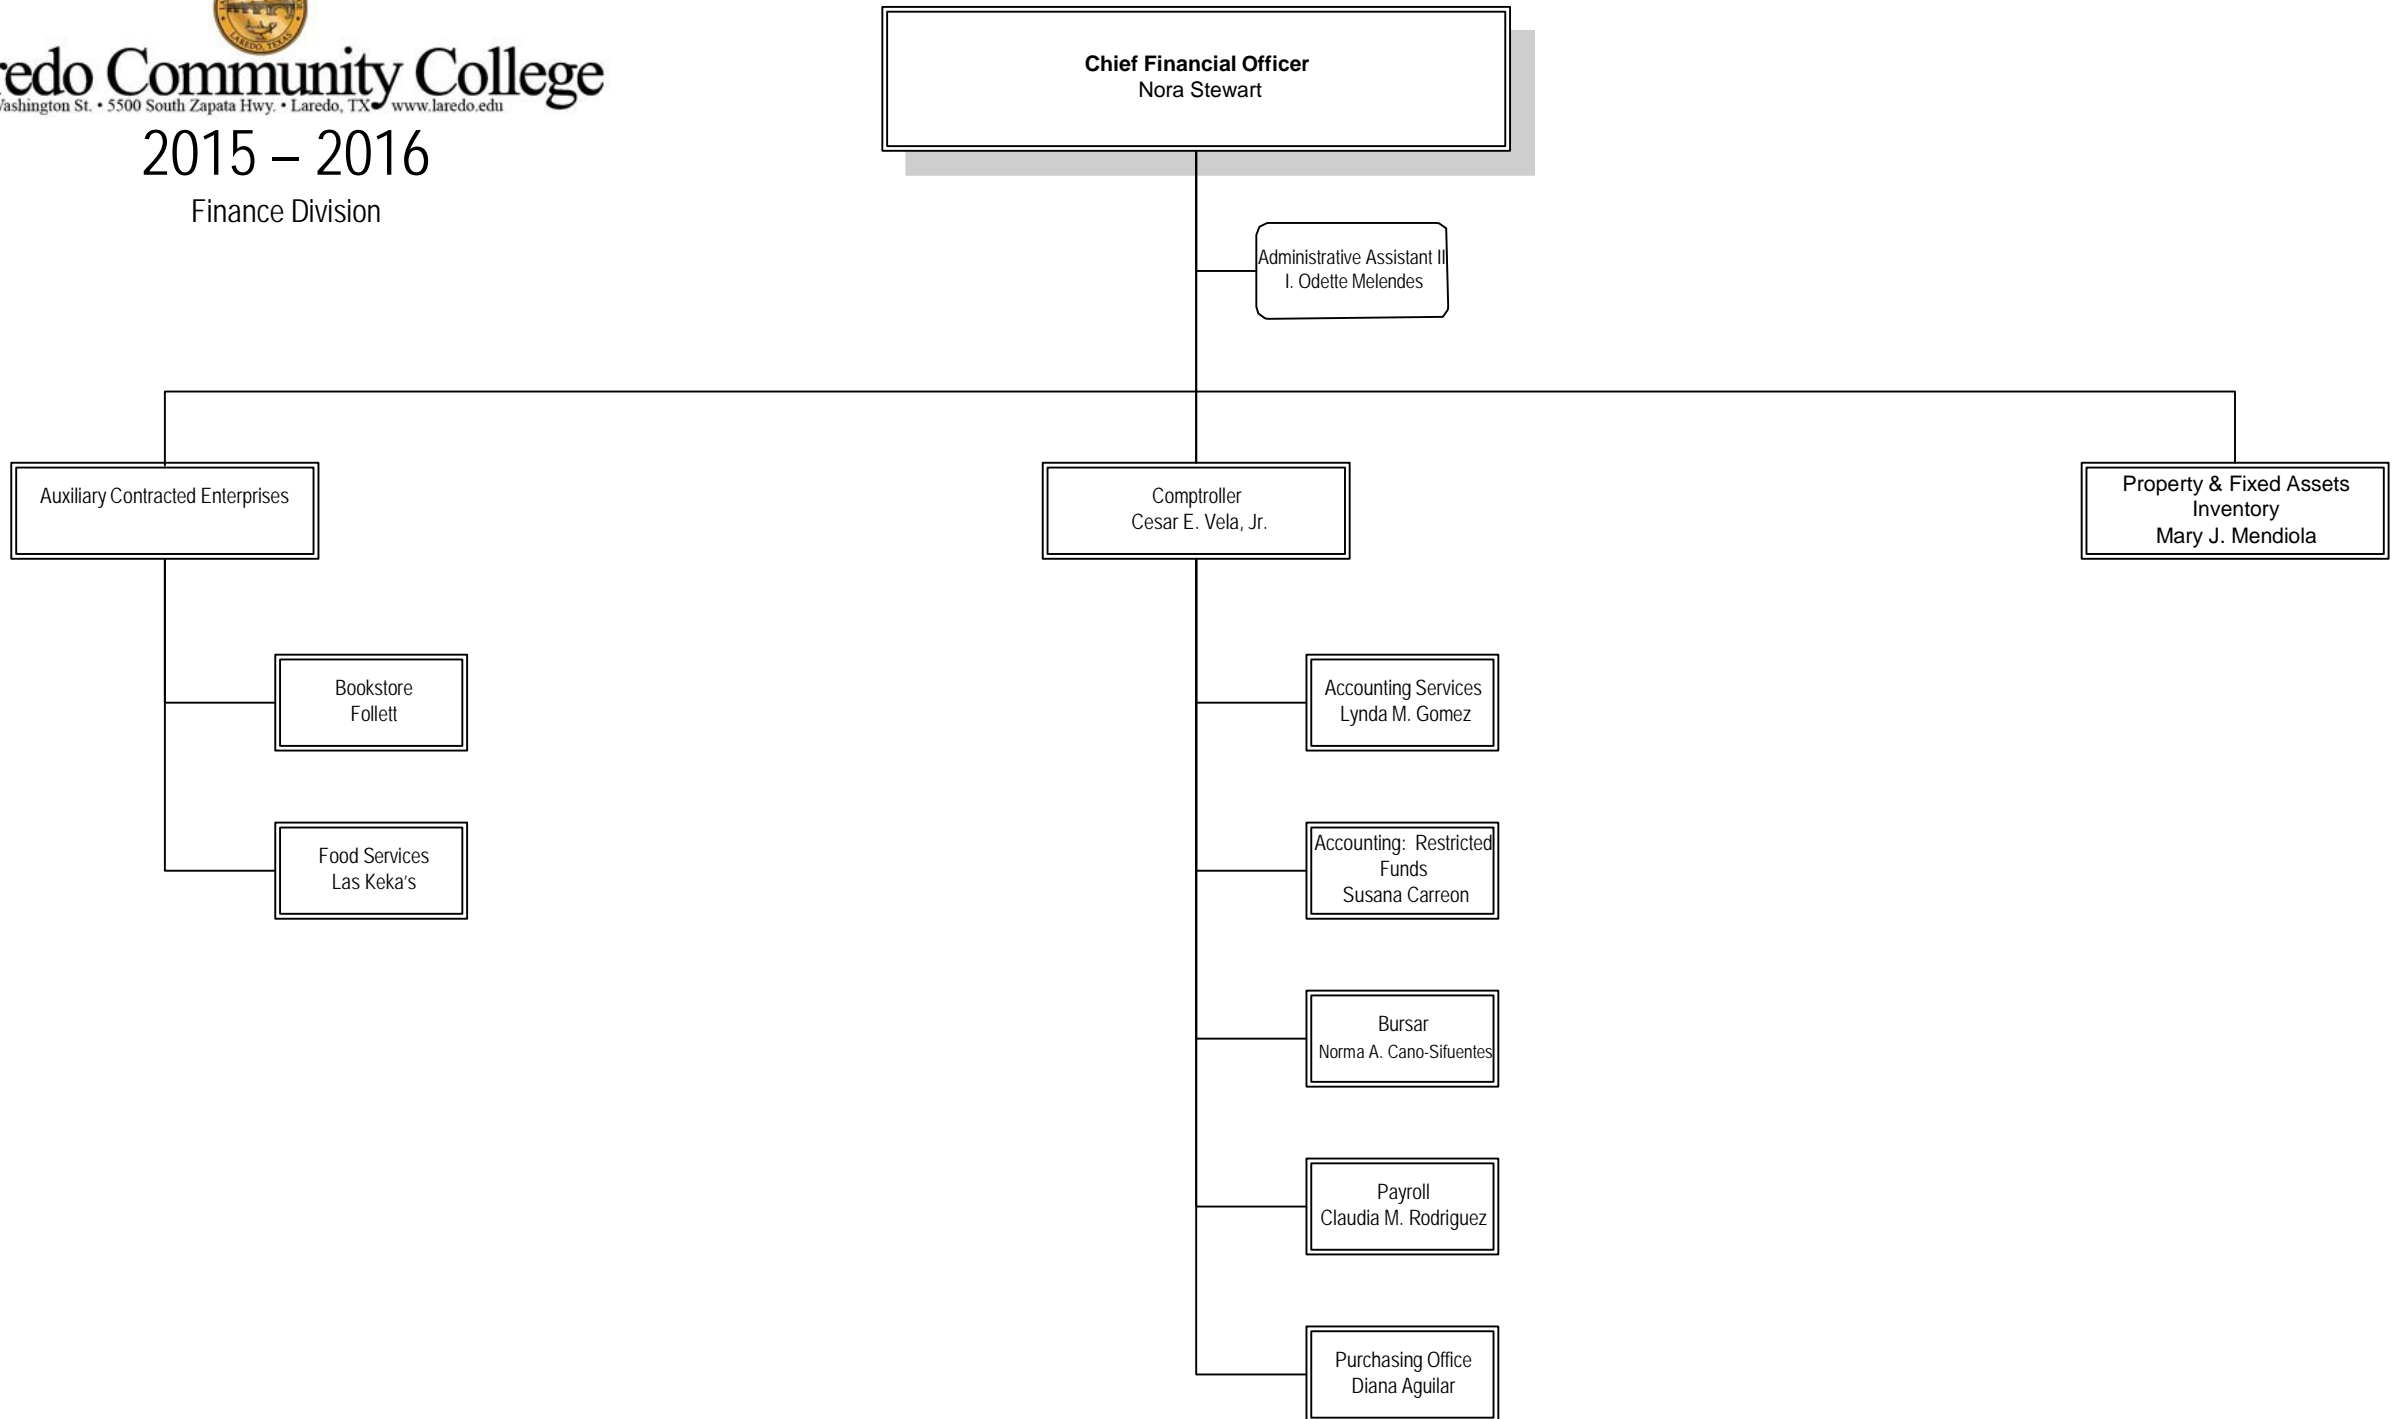 LAREDO, TEXAS
redo Community College
Washington St. • 5500 South Zapata Hwy. • Laredo, TX www.laredo.edu
2015 – 2016
Finance Division
Chief Financial Officer
Nora Stewart
Administrative Assistant II
I. Odette Melendes
Auxiliary Contracted Enterprises
Comptroller
Cesar E. Vela, Jr.
Property & Fixed Assets
Inventory
Mary J. Mendiola
Bookstore
Follett
Food Services
Las Keka’s
Accounting Services
Lynda M. Gomez
Accounting: Restricted
Funds
Susana Carreon
Bursar
Norma A. Cano-Sifuentes
Payroll
Claudia M. Rodriguez
Purchasing Office
Diana Aguilar